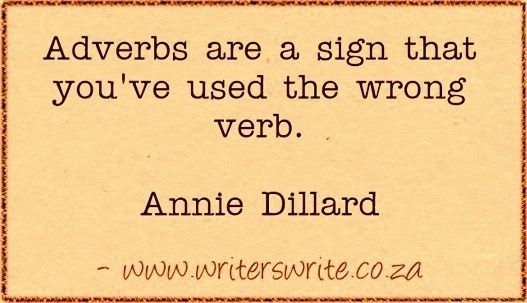 Adverbs are a sign that
you've used the wrong
verb.
Annie Dillard
- www.writerswrite.co.za